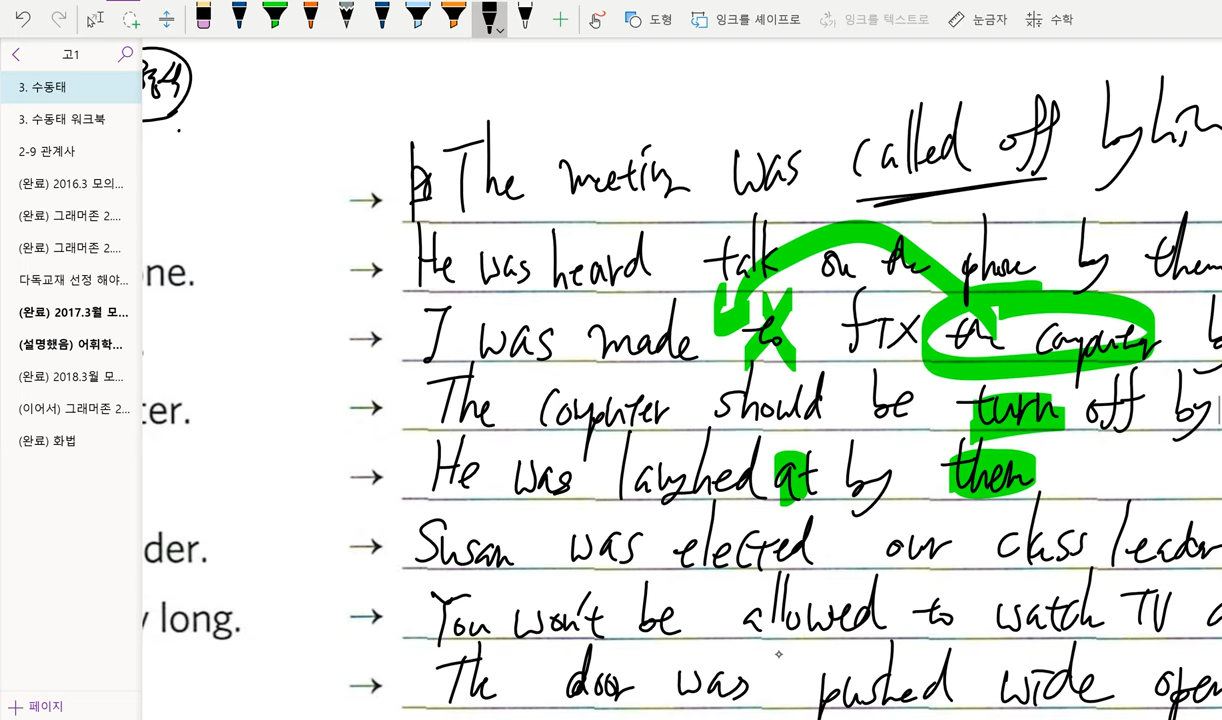 도형
잉크를 셰이프로
잉크를 텍스트로
눈금자
수학
고1
3. 수동태
3. 수동태 워크북
2-9 관계사
(완료) 2016.3 모의...
(완료) 그래머존 2....
(완료) 그래머존 2....
다독교재 선정 해야...
(완료) 2017.3월 모...
(설명했음) 어휘학...
(완료) 2018.3월 모...
(이어서) 그래머존 2...
(완료) 화법
페이지
→ The meeting was called off by him
one. → He was heard talk on the phone by them
→ I was made to fix the computer b
ter. → The computer should be turn off by
→ He was laughed at by them
der. → Susan was elected our class leader
y long. → You won't be allowed to watch TV
→ The door was pushed wide open